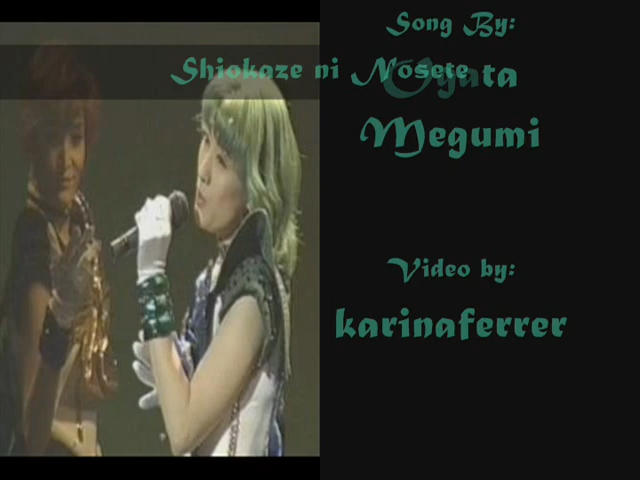 Song By:
Shiokaze ni Nosete
Ogata
Megumi
Video by:
karinaferrer